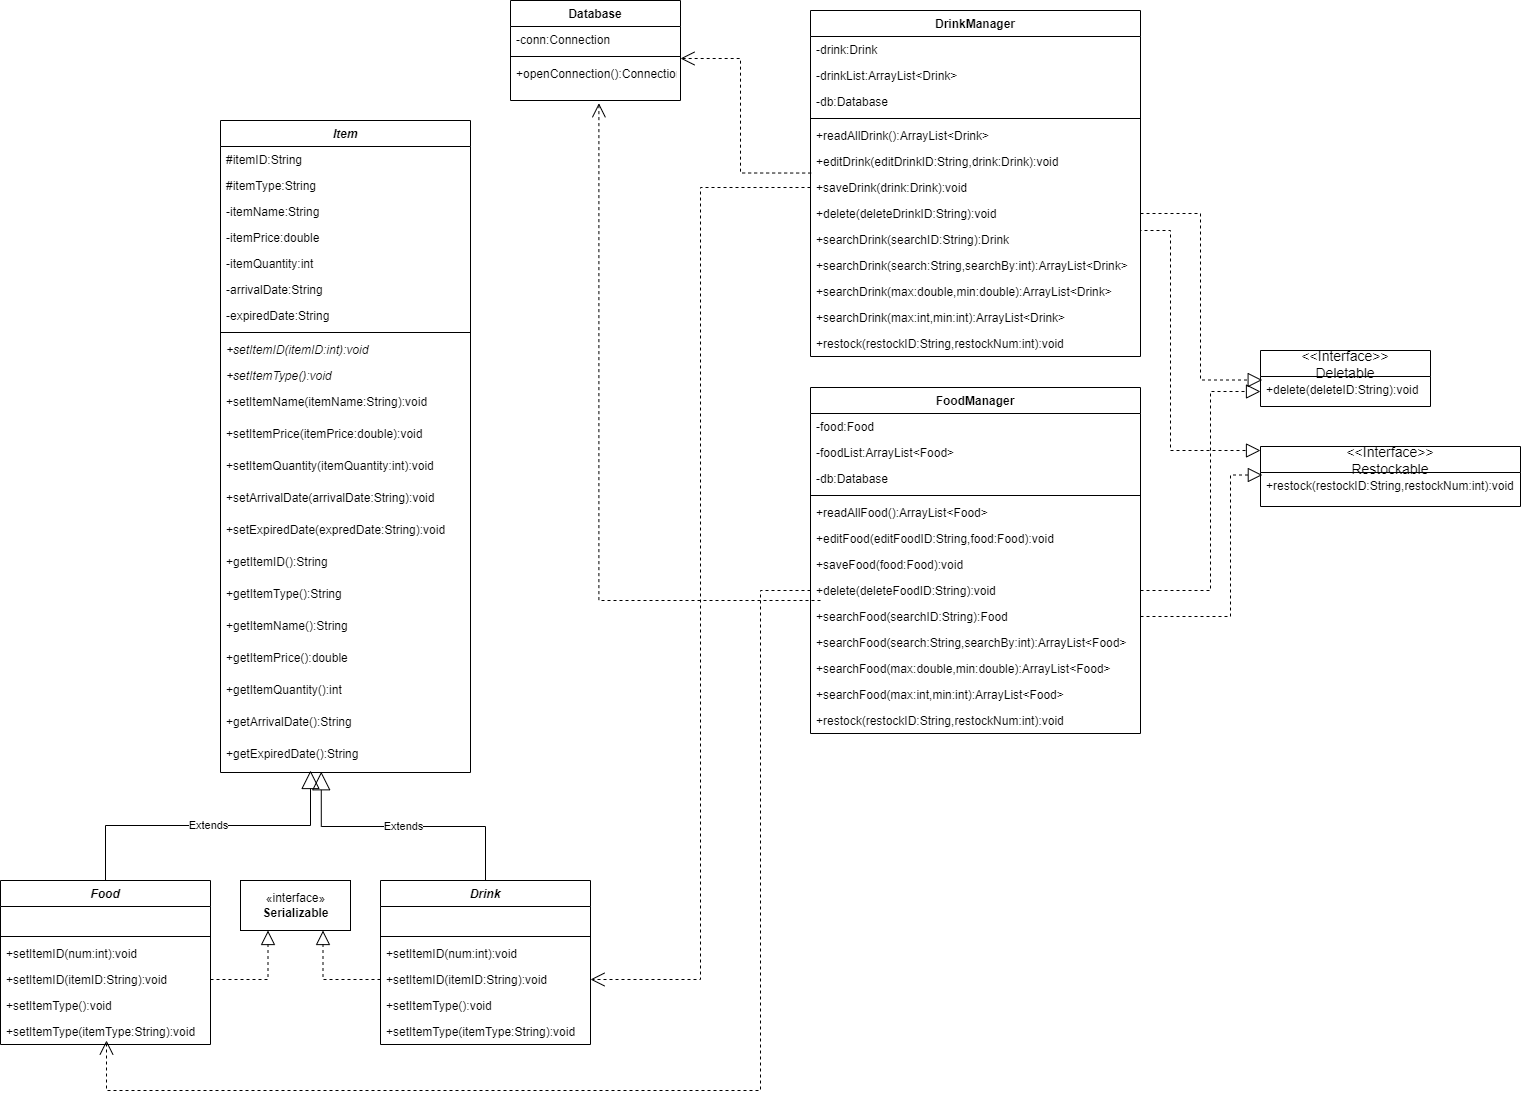 Database
-conn:Connection
+openConnection():Connectio
DrinkManager
-drink:Drink
-drinkList:ArrayList<Drink>
-db:Database
+readAllDrink():ArrayList<Drink>
+editDrink(editDrinkID:String,drink:Drink):void
+saveDrink(drink:Drink):void
+delete(deleteDrinkID:String):void
+searchDrink(searchID:String):Drink
+searchDrink(search:String,searchBy:int):ArrayList<Drink>
+searchDrink(max:double,min:double):ArrayList<Drink>
+searchDrink(max:int,min:int):ArrayList<Drink>
+restock(restockID:String,restockNum:int):void
Item
#itemID:String
#itemType:String
-itemName:String
-itemPrice:double
-itemQuantity:int
-arrivalDate:String
-expiredDate:String
+setItemID(itemID:int):void
+setItemType():void
+setItemName(itemName:String):void
+setItemPrice(itemPrice:double):void
+setItemQuantity(itemQuantity:int):void
+setArrivalDate(arrivalDate:String):void
+setExpiredDate(expredDate:String):void
+getItemID():String
+getItemType():String
+getItemName():String
+getItemPrice():double
+getItemQuantity():int
+getArrivalDate():String
+getExpiredDate():String
<<Interface>>
Deletable
+delete(deleteID:String):void
FoodManager
-food:Food
-foodList:ArrayList<Food>
-db:Database
+readAllFood():ArrayList<Food>
+editFood(editFoodID:String,food:Food):void
+saveFood(food:Food):void
+delete(deleteFoodID:String):void
+searchFood(searchID:String):Food
+searchFood(search:String,searchBy:int):ArrayList<Food>
+searchFood(max:double,min:double):ArrayList<Food>
+searchFood(max:int,min:int):ArrayList<Food>
+restock(restockID:String,restockNum:int):void
<<Interface>>
Restockable
+restock(restockID:String,restockNum:int):void
Extends
Extends
Food
+setItemID(num:int):void
+setItemID(itemID:String):void
+setItemType():void
+setItemType(itemType:String):void
«interface»
Serializable
Drink
+setItemID(num:int):void
+setItemID(itemID:String):void
+setItemType():void
+setItemType(itemType:String):void